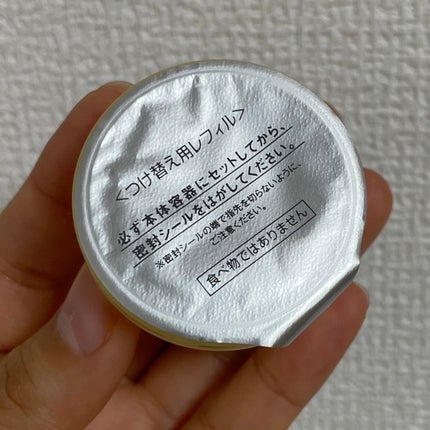 <つけ替え用レフィル>
必ず本体容器にセットしてから、
密封シールをはがしてください。
※密封シールの端で指先を切らないように、
ご注意ください。
食べ物ではありません